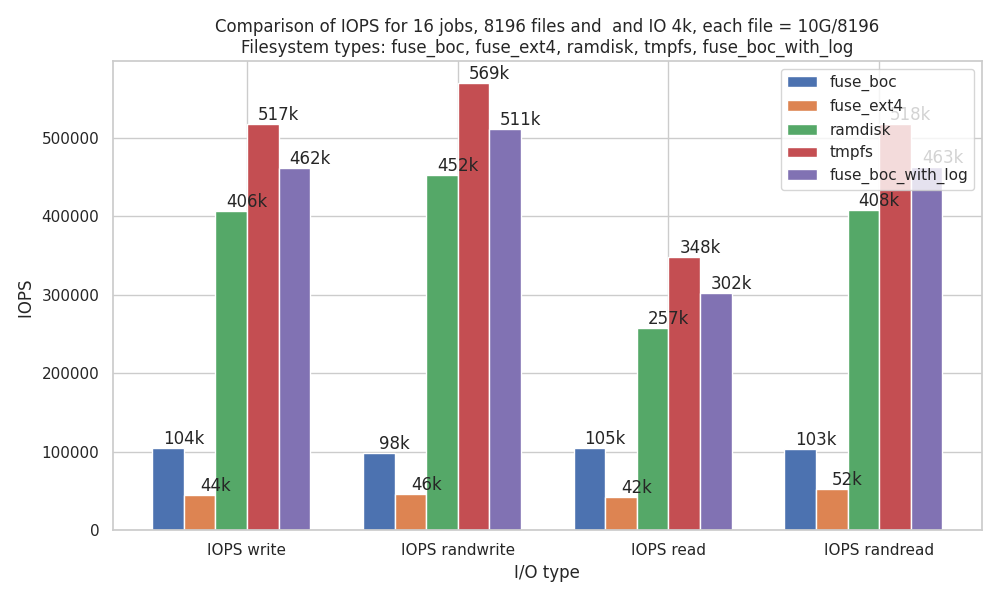 Comparison of IOPS for 16 jobs, 8196 files and  and IO 4k, each file = 10G/8196
Filesystem types: fuse_boc, fuse_ext4, ramdisk, tmpfs, fuse_boc_with_log
fuse_boc
fuse_ext4
ramdisk
tmpfs
fuse_boc_with_log
IOPS
500000
400000
300000
200000
100000
0
104k
44k
406k
517k
462k
98k
46k
452k
569k
511k
105k
42k
257k
348k
302k
103k
52k
408k
518k
463k
IOPS write
IOPS randwrite
IOPS read
IOPS randread
I/O type